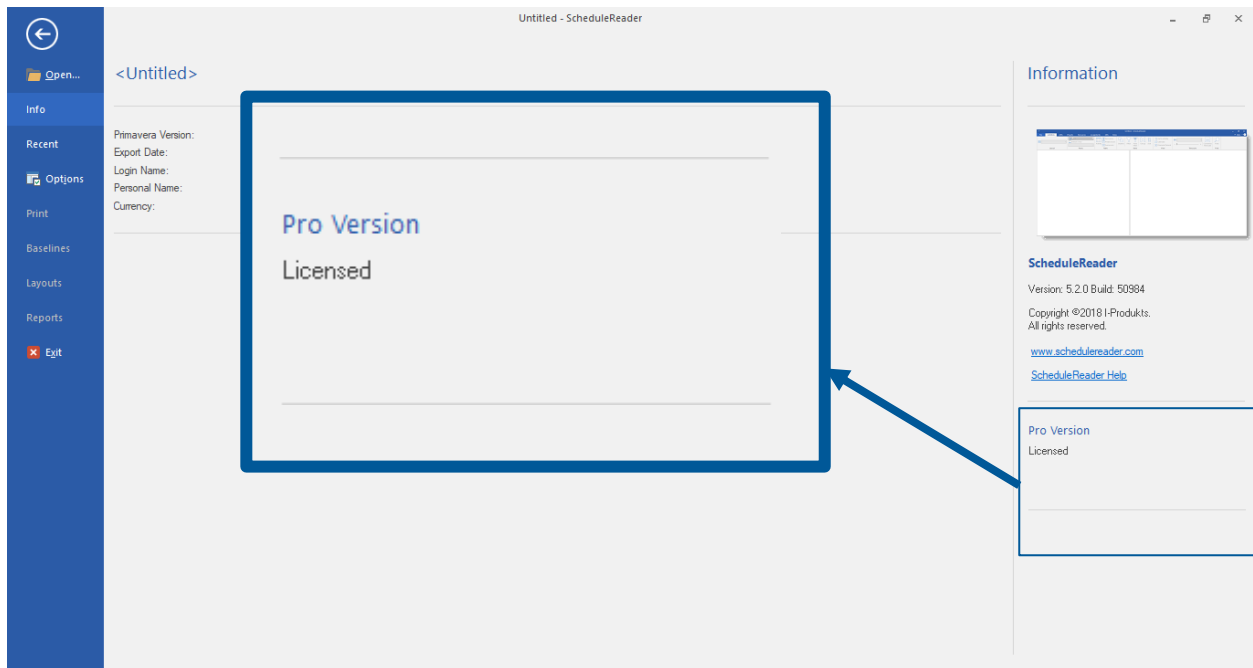 Untitled - ScheduleReader
Open...
Info
Recent
Options
Print
Baselines
Layouts
Reports
Exit
<Untitled>
Primavera Version:
Export Date:
Login Name:
Personal Name:
Currency:
Pro Version
Licensed
Information
ScheduleReader
Version: 5.2.0 Build: 50984
Copyright ©2018 I-Produkts.
All rights reserved.
www.schedulereader.com
ScheduleReader Help
Pro Version
Licensed